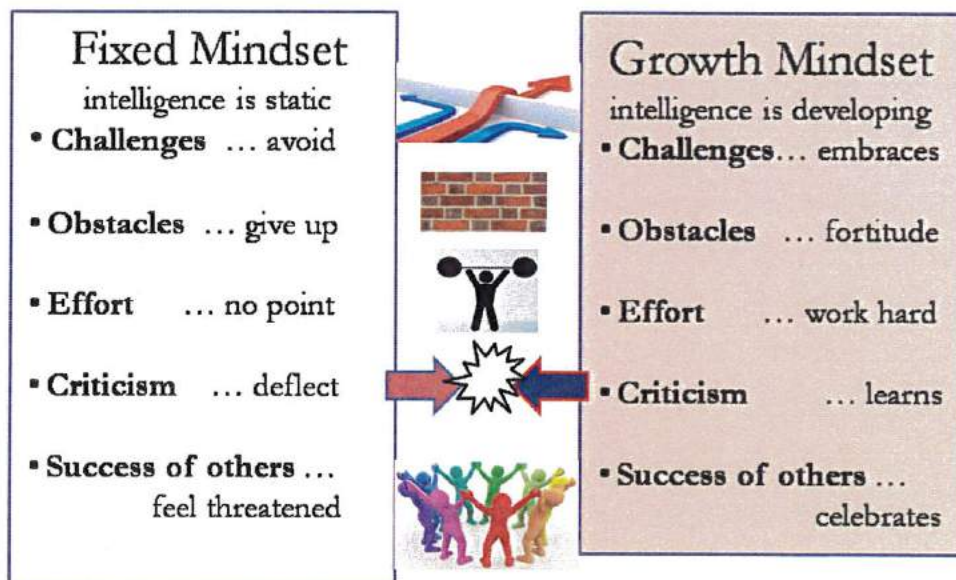 Fixed Mindset
intelligence is static
▪ Challenges ... avoid
▪ Obstacles ... give up
▪ Effort ... no point
▪ Criticism ... deflect
▪ Success of others ...
feel threatened
Growth Mindset
intelligence is developing
▪ Challenges... embraces
▪ Obstacles ... fortitude
▪ Effort ... work hard
▪ Criticism ... learns
▪ Success of others ...
celebrates